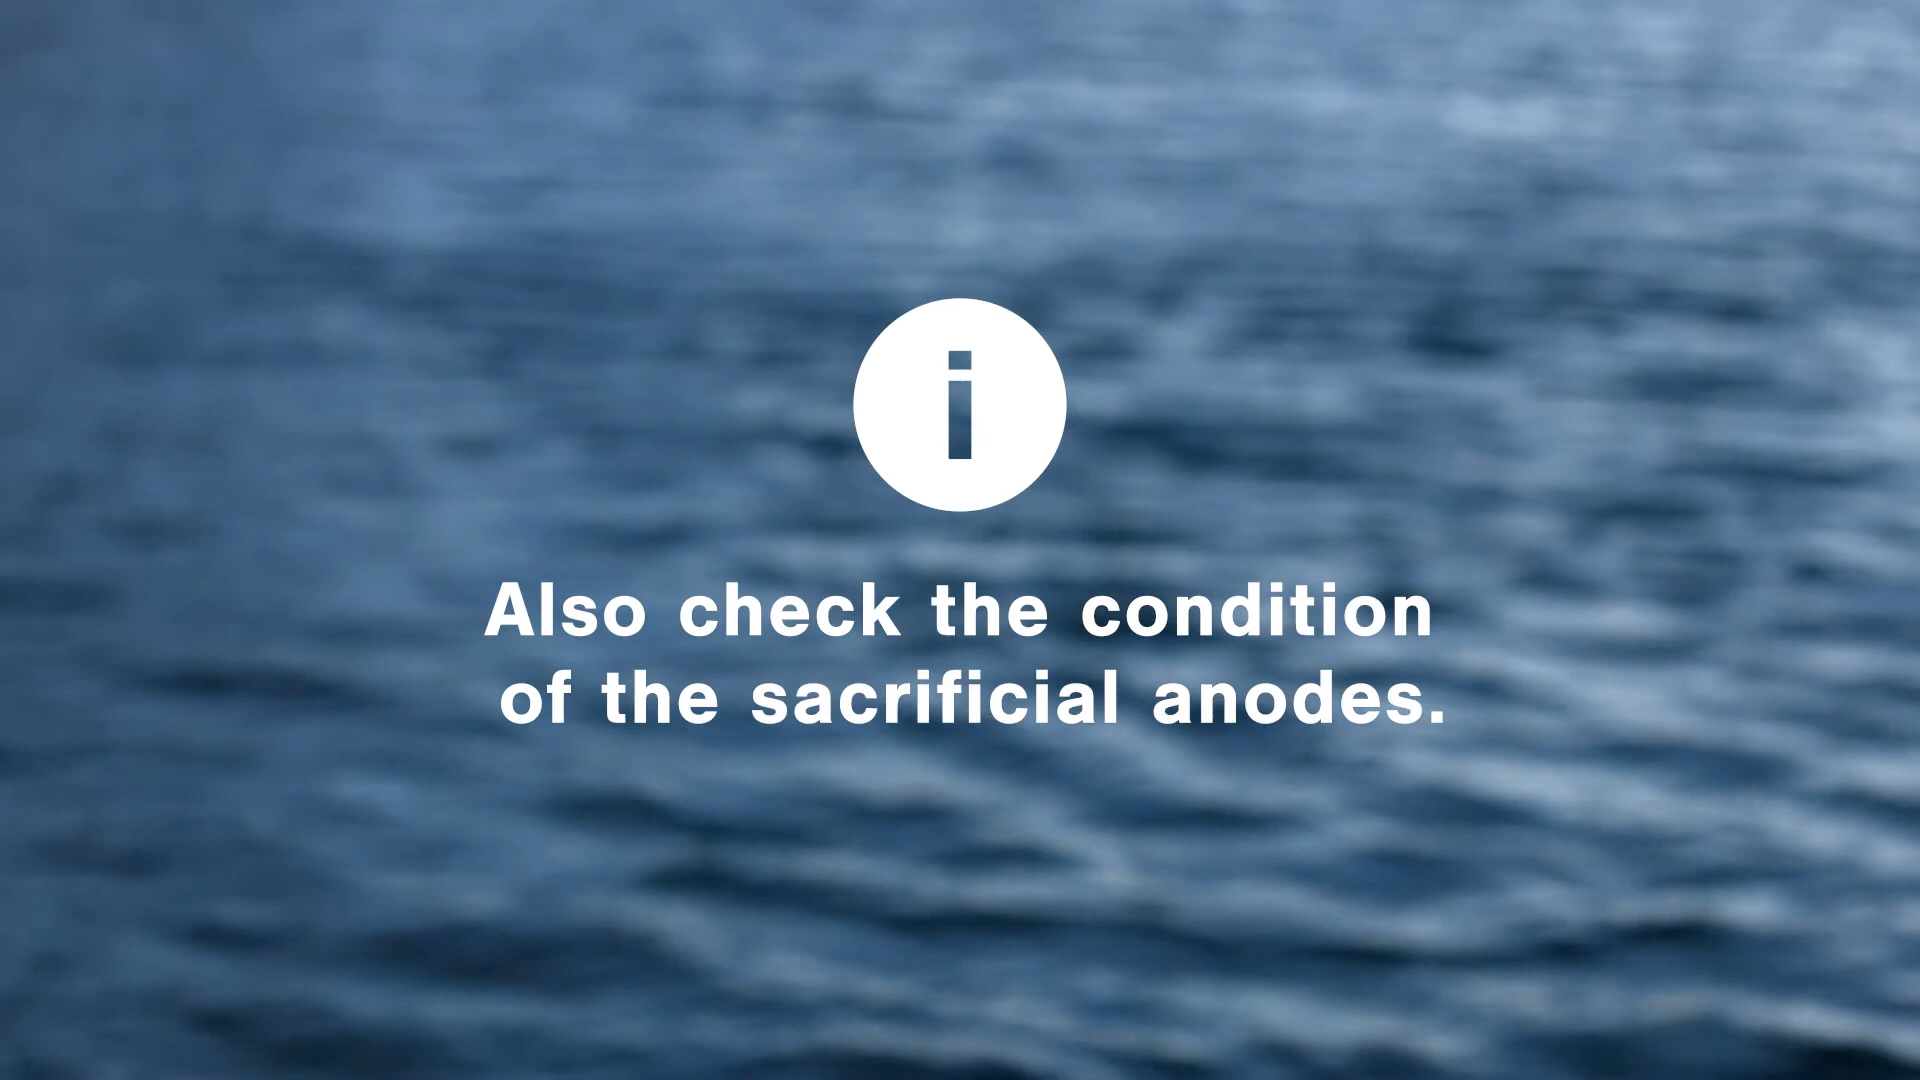 i
Also check the condition
of the sacrificial anodes.